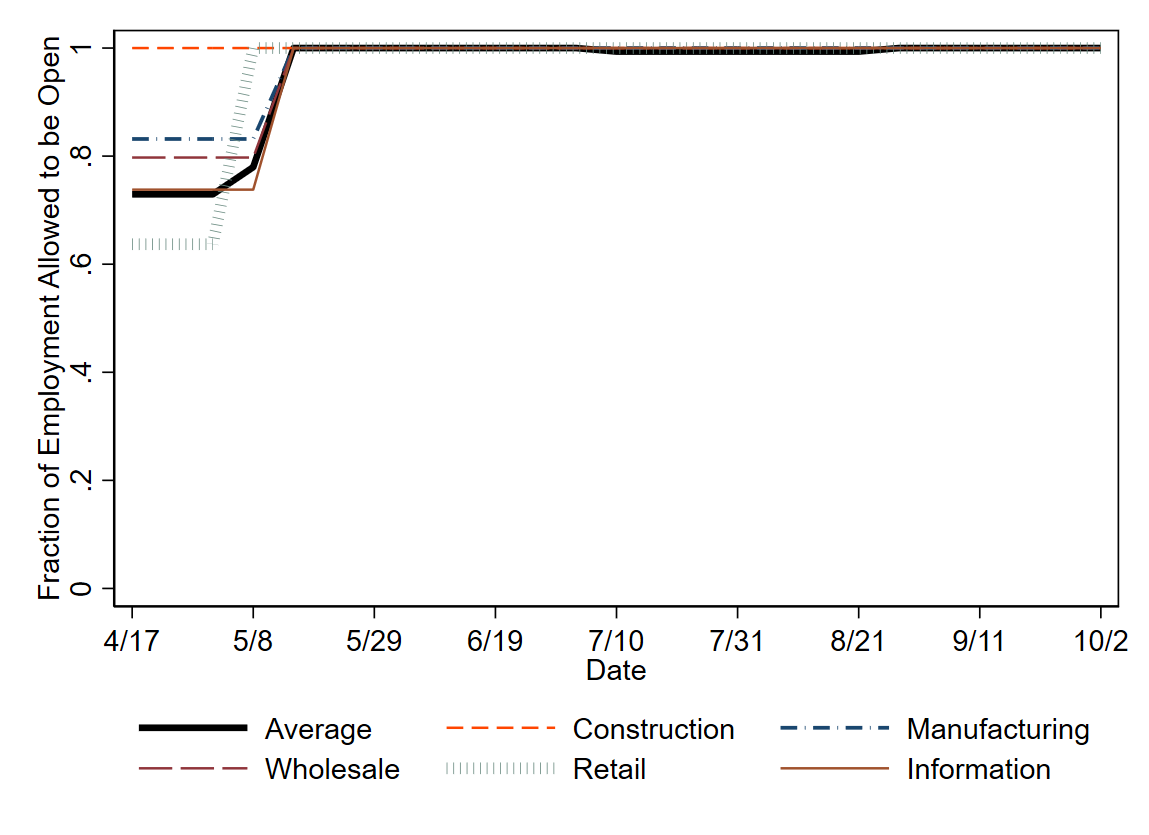 Fraction of Employment Allowed to be Open
1
.8
.6
.4
.2
0
4/17 5/8 5/29 6/19 7/10 7/31 8/21 9/11 10/2
Date
Average Construction Manufacturing
Wholesale Retail Information